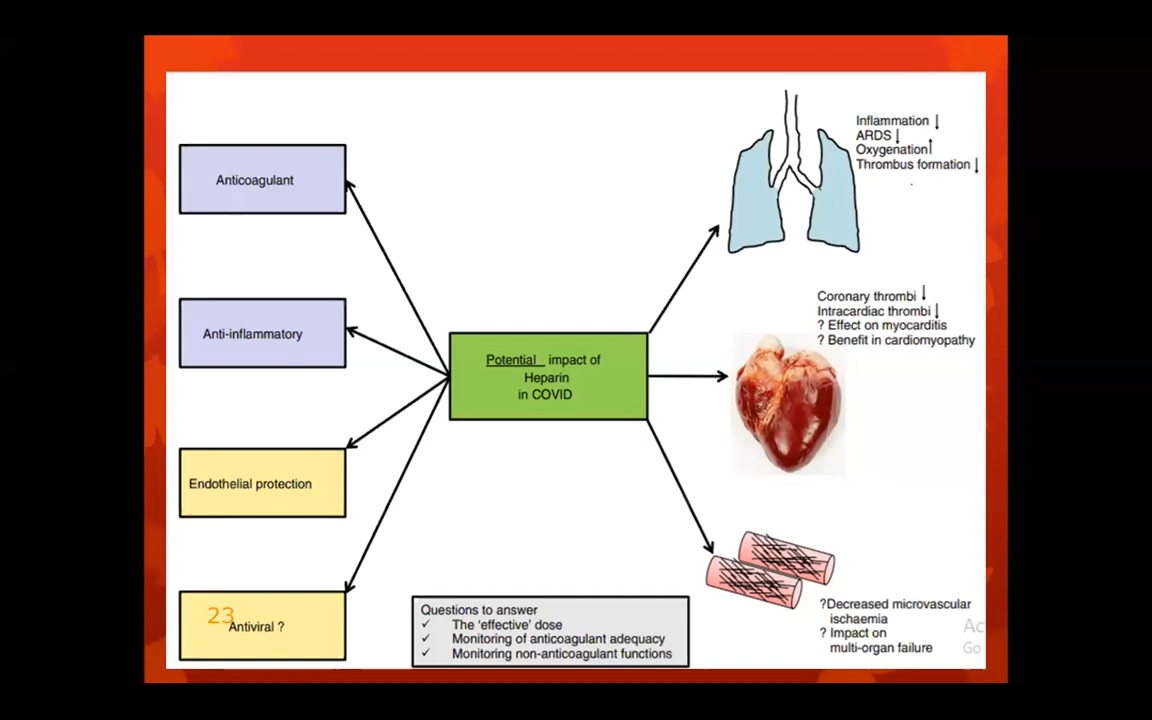 Anticoagulant
Anti-inflammatory
Endothelial protection
23
Antiviral ?
Potential impact of
Heparin
in COVID
Questions to answer
✓ The ‘effective’ dose
✓ Monitoring of anticoagulant adequacy
✓ Monitoring non-anticoagulant functions
Inflammation ↓
ARDS ↓
Oxygenation ↑
Thrombus formation ↓
Coronary thrombi ↓
Intracardiac thrombi ↓
? Effect on myocarditis
? Benefit in cardiomyopathy
?Decreased microvascular
ischaemia
? Impact on
multi-organ failure
Ac
Go